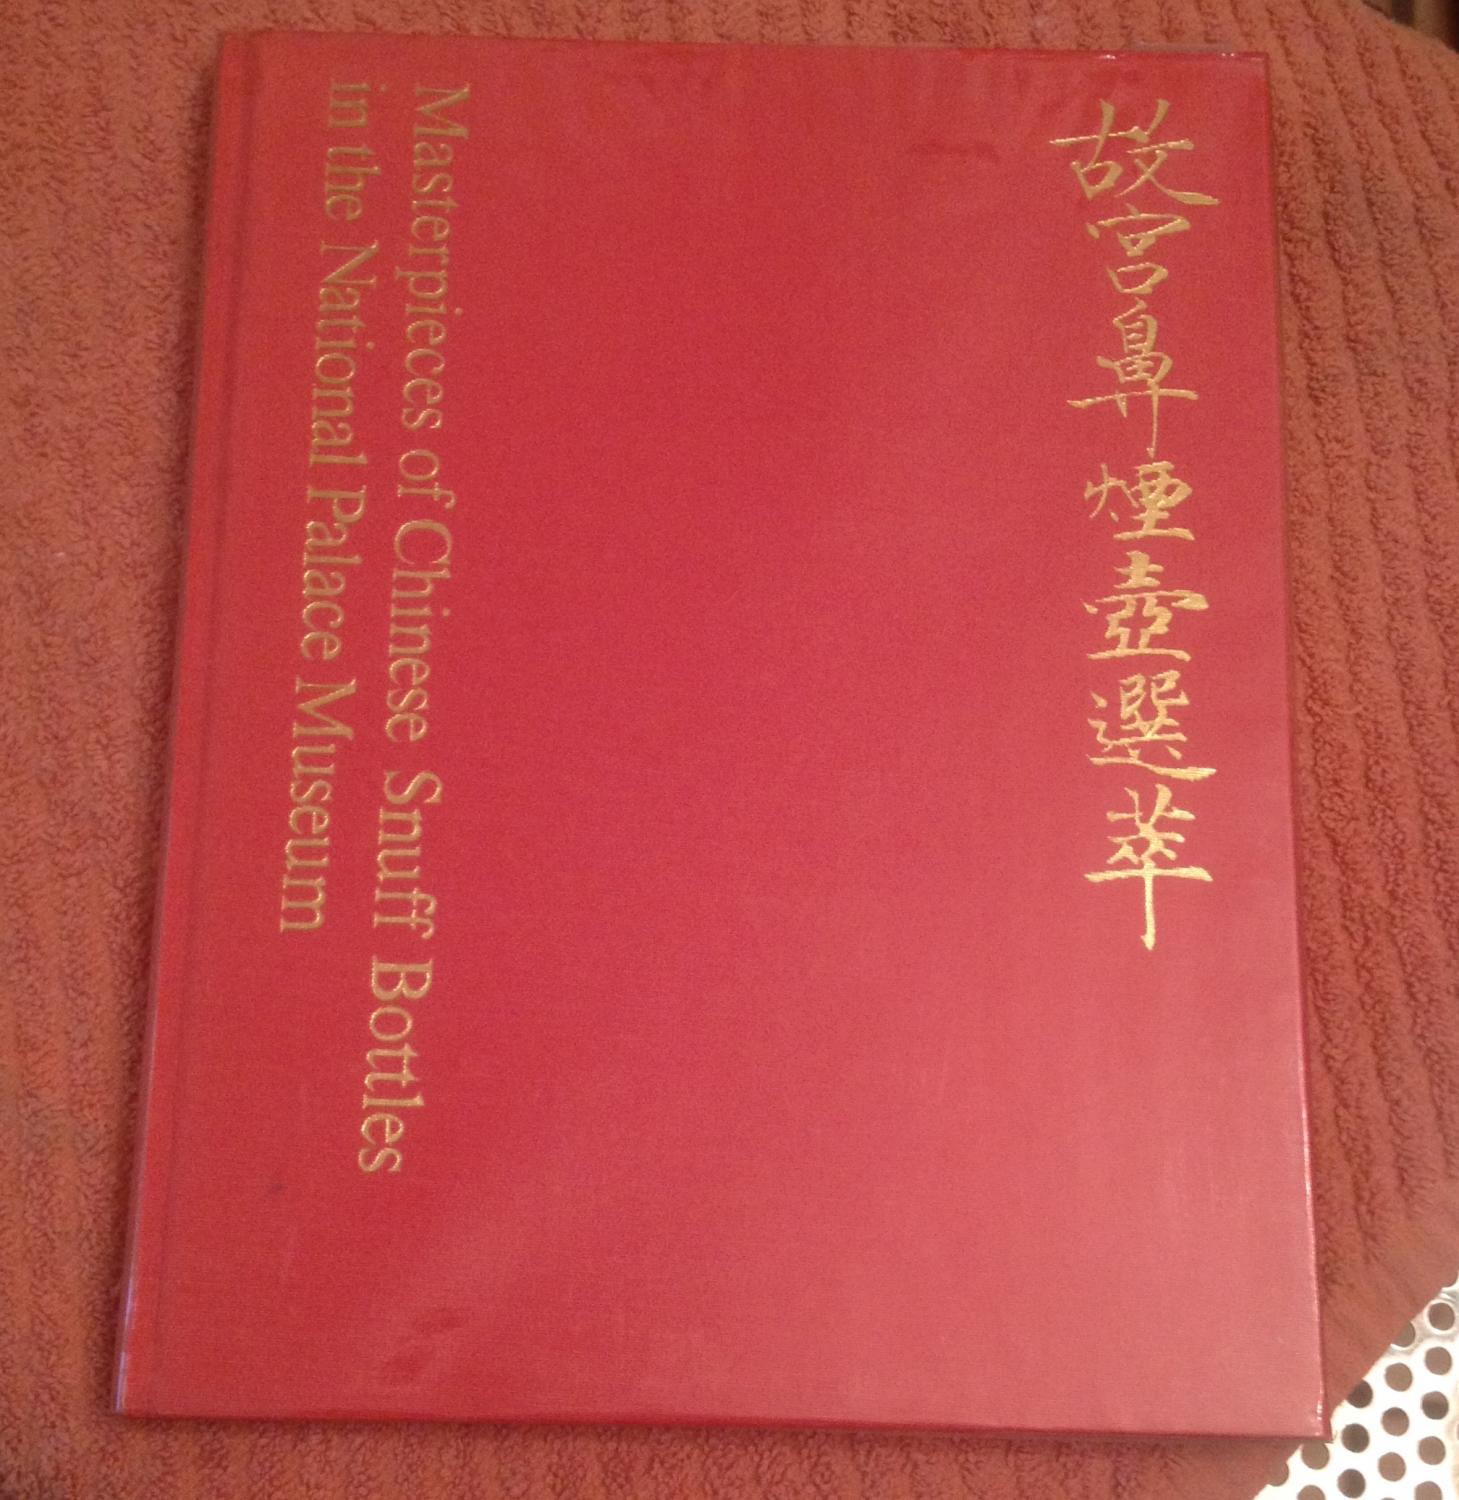 故宮鼻煙壺選萃
Masterpieces of Chinese Snuff Bottles
in the National Palace Museum